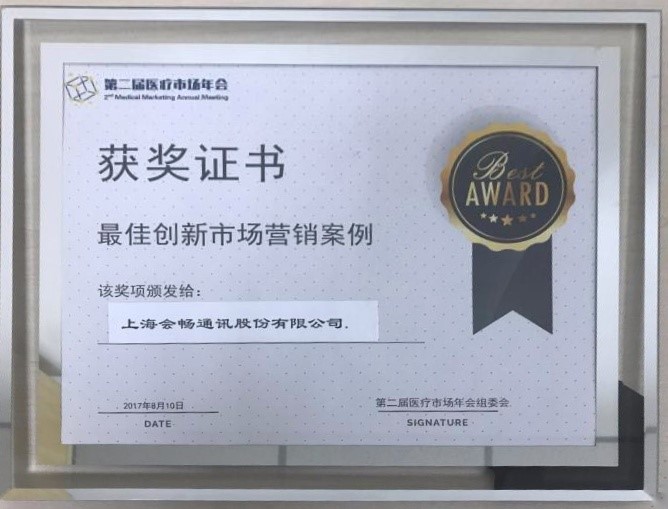 第二届医疗市场年会
2nd Medical Marketing Annual Meeting
获奖证书
Best
AWARD
最佳创新市场营销案例
该奖项颁发给：
上海会畅通讯股份有限公司.
2017年8月10日
DATE
第二届医疗市场年会组委会
SIGNATURE